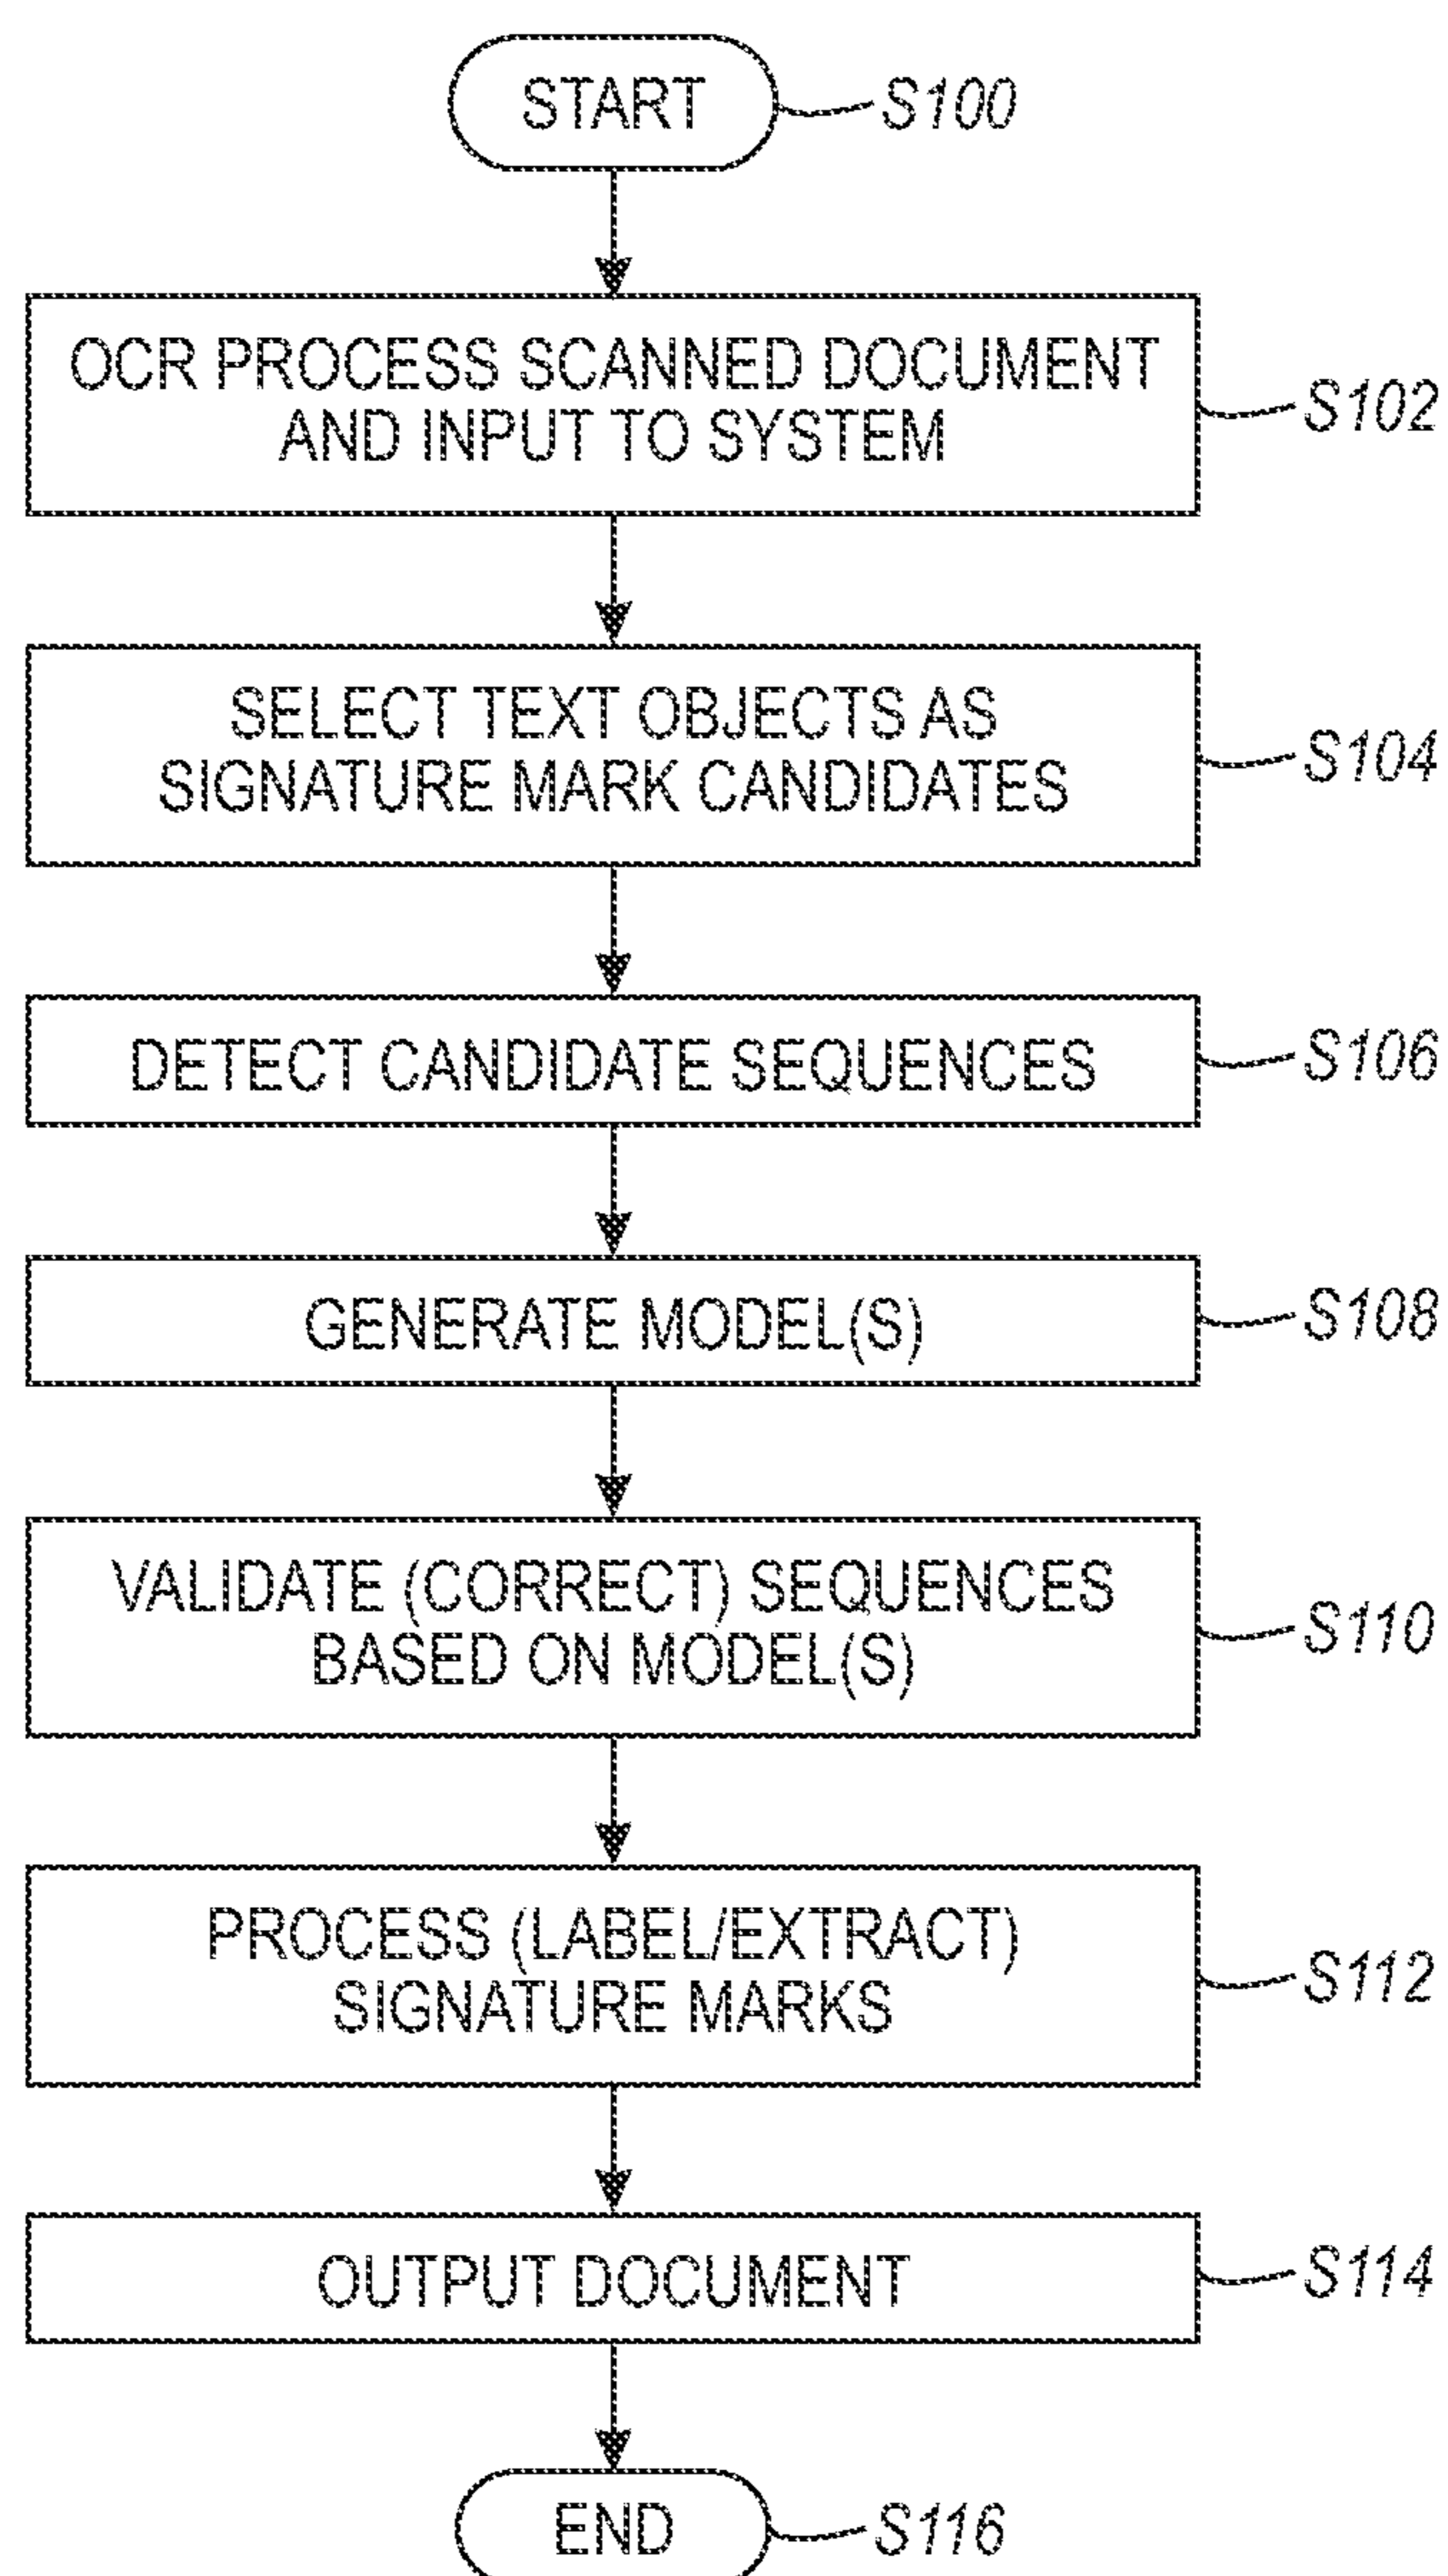 START S100
OCR PROCESS SCANNED DOCUMENT
AND INPUT TO SYSTEM
S102
SELECT TEXT OBJECTS AS
SIGNATURE MARK CANDIDATES
S104
DETECT CANDIDATE SEQUENCES S106
GENERATE MODEL(S) S108
VALIDATE (CORRECT) SEQUENCES
BASED ON MODEL(S)
S110
PROCESS (LABEL/EXTRACT)
SIGNATURE MARKS
S112
OUTPUT DOCUMENT S114
END S116